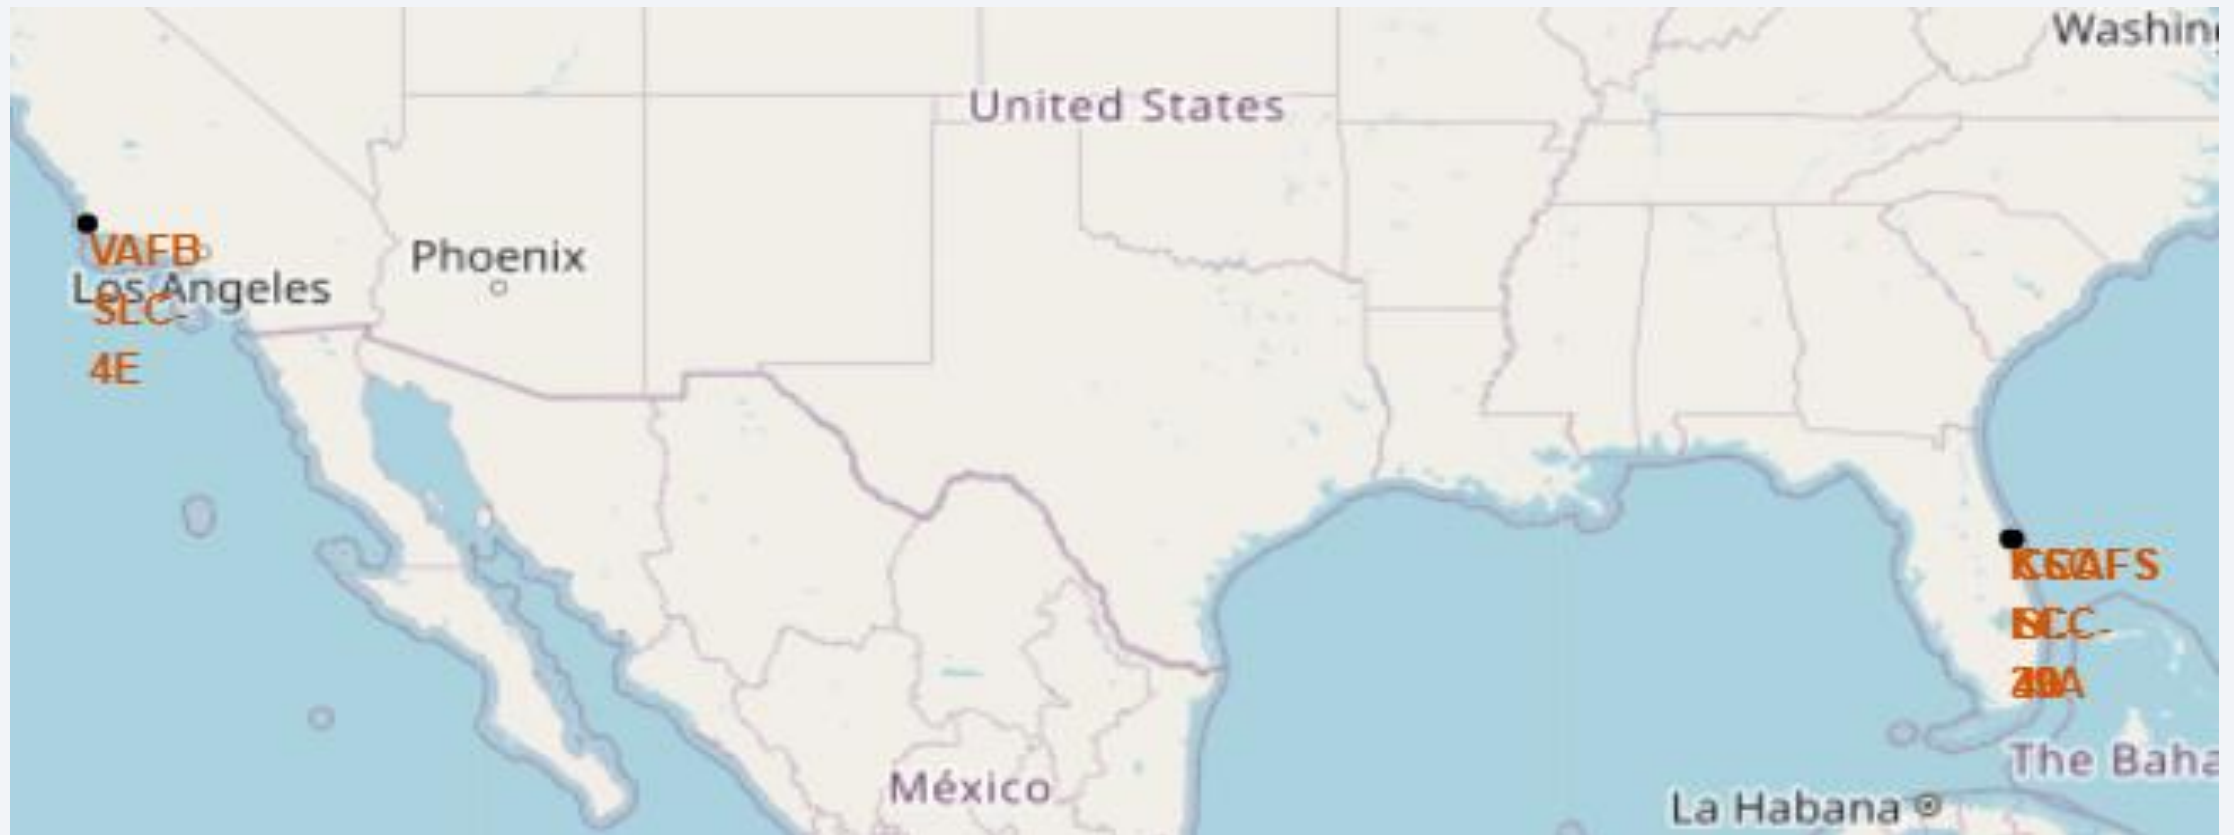 Washin
United States
Phoenix
VAFB
Los Angeles
SLC-
4E
México
The Baha
La Habana